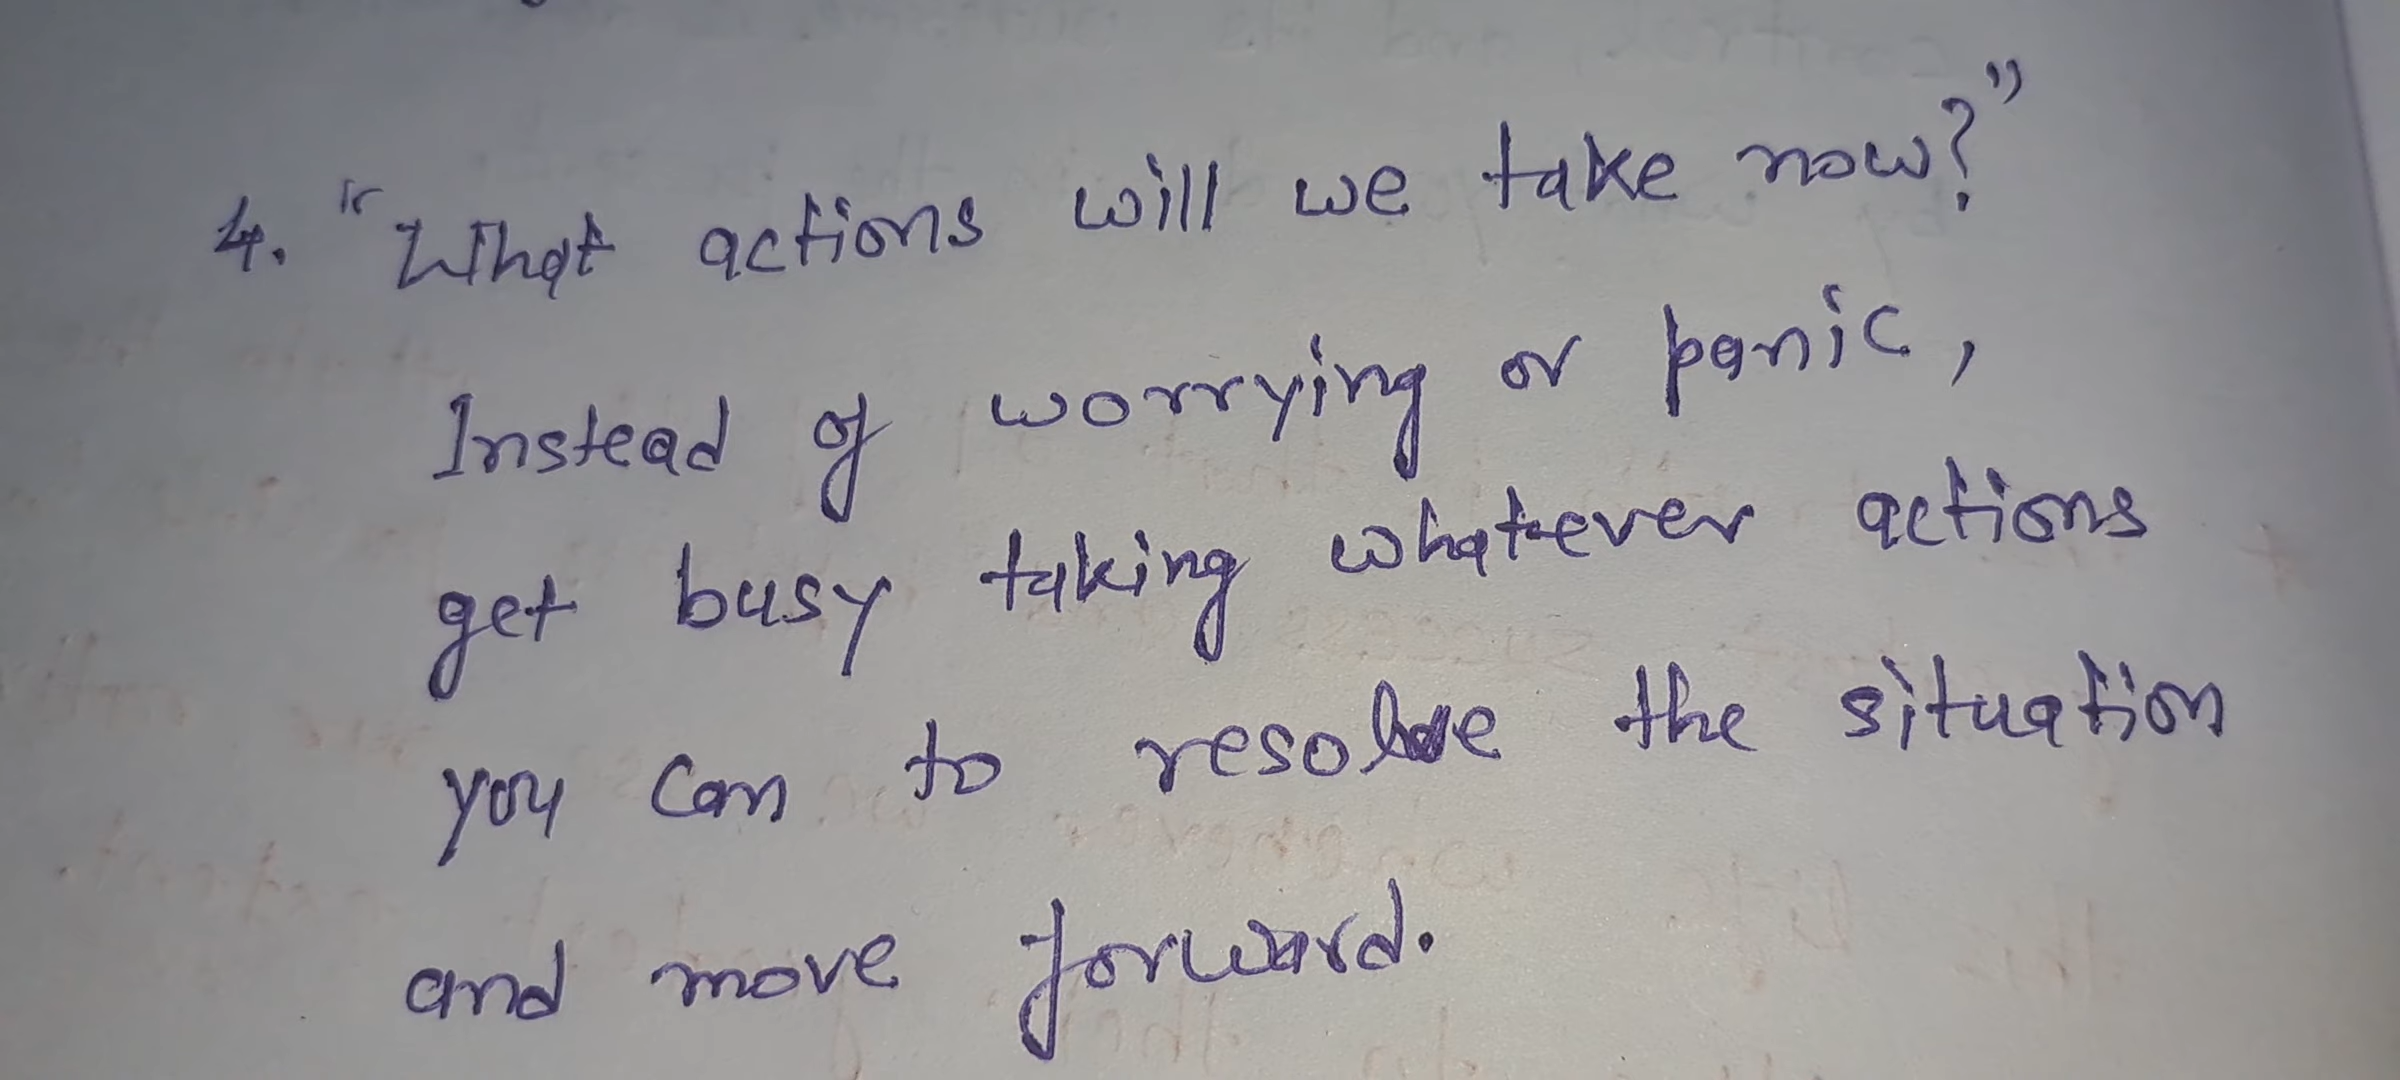 4. "What actions will we take now?"
Instead of worrying or panic,
get busy taking whatever actions
you can to resolve the situation
and move forward.